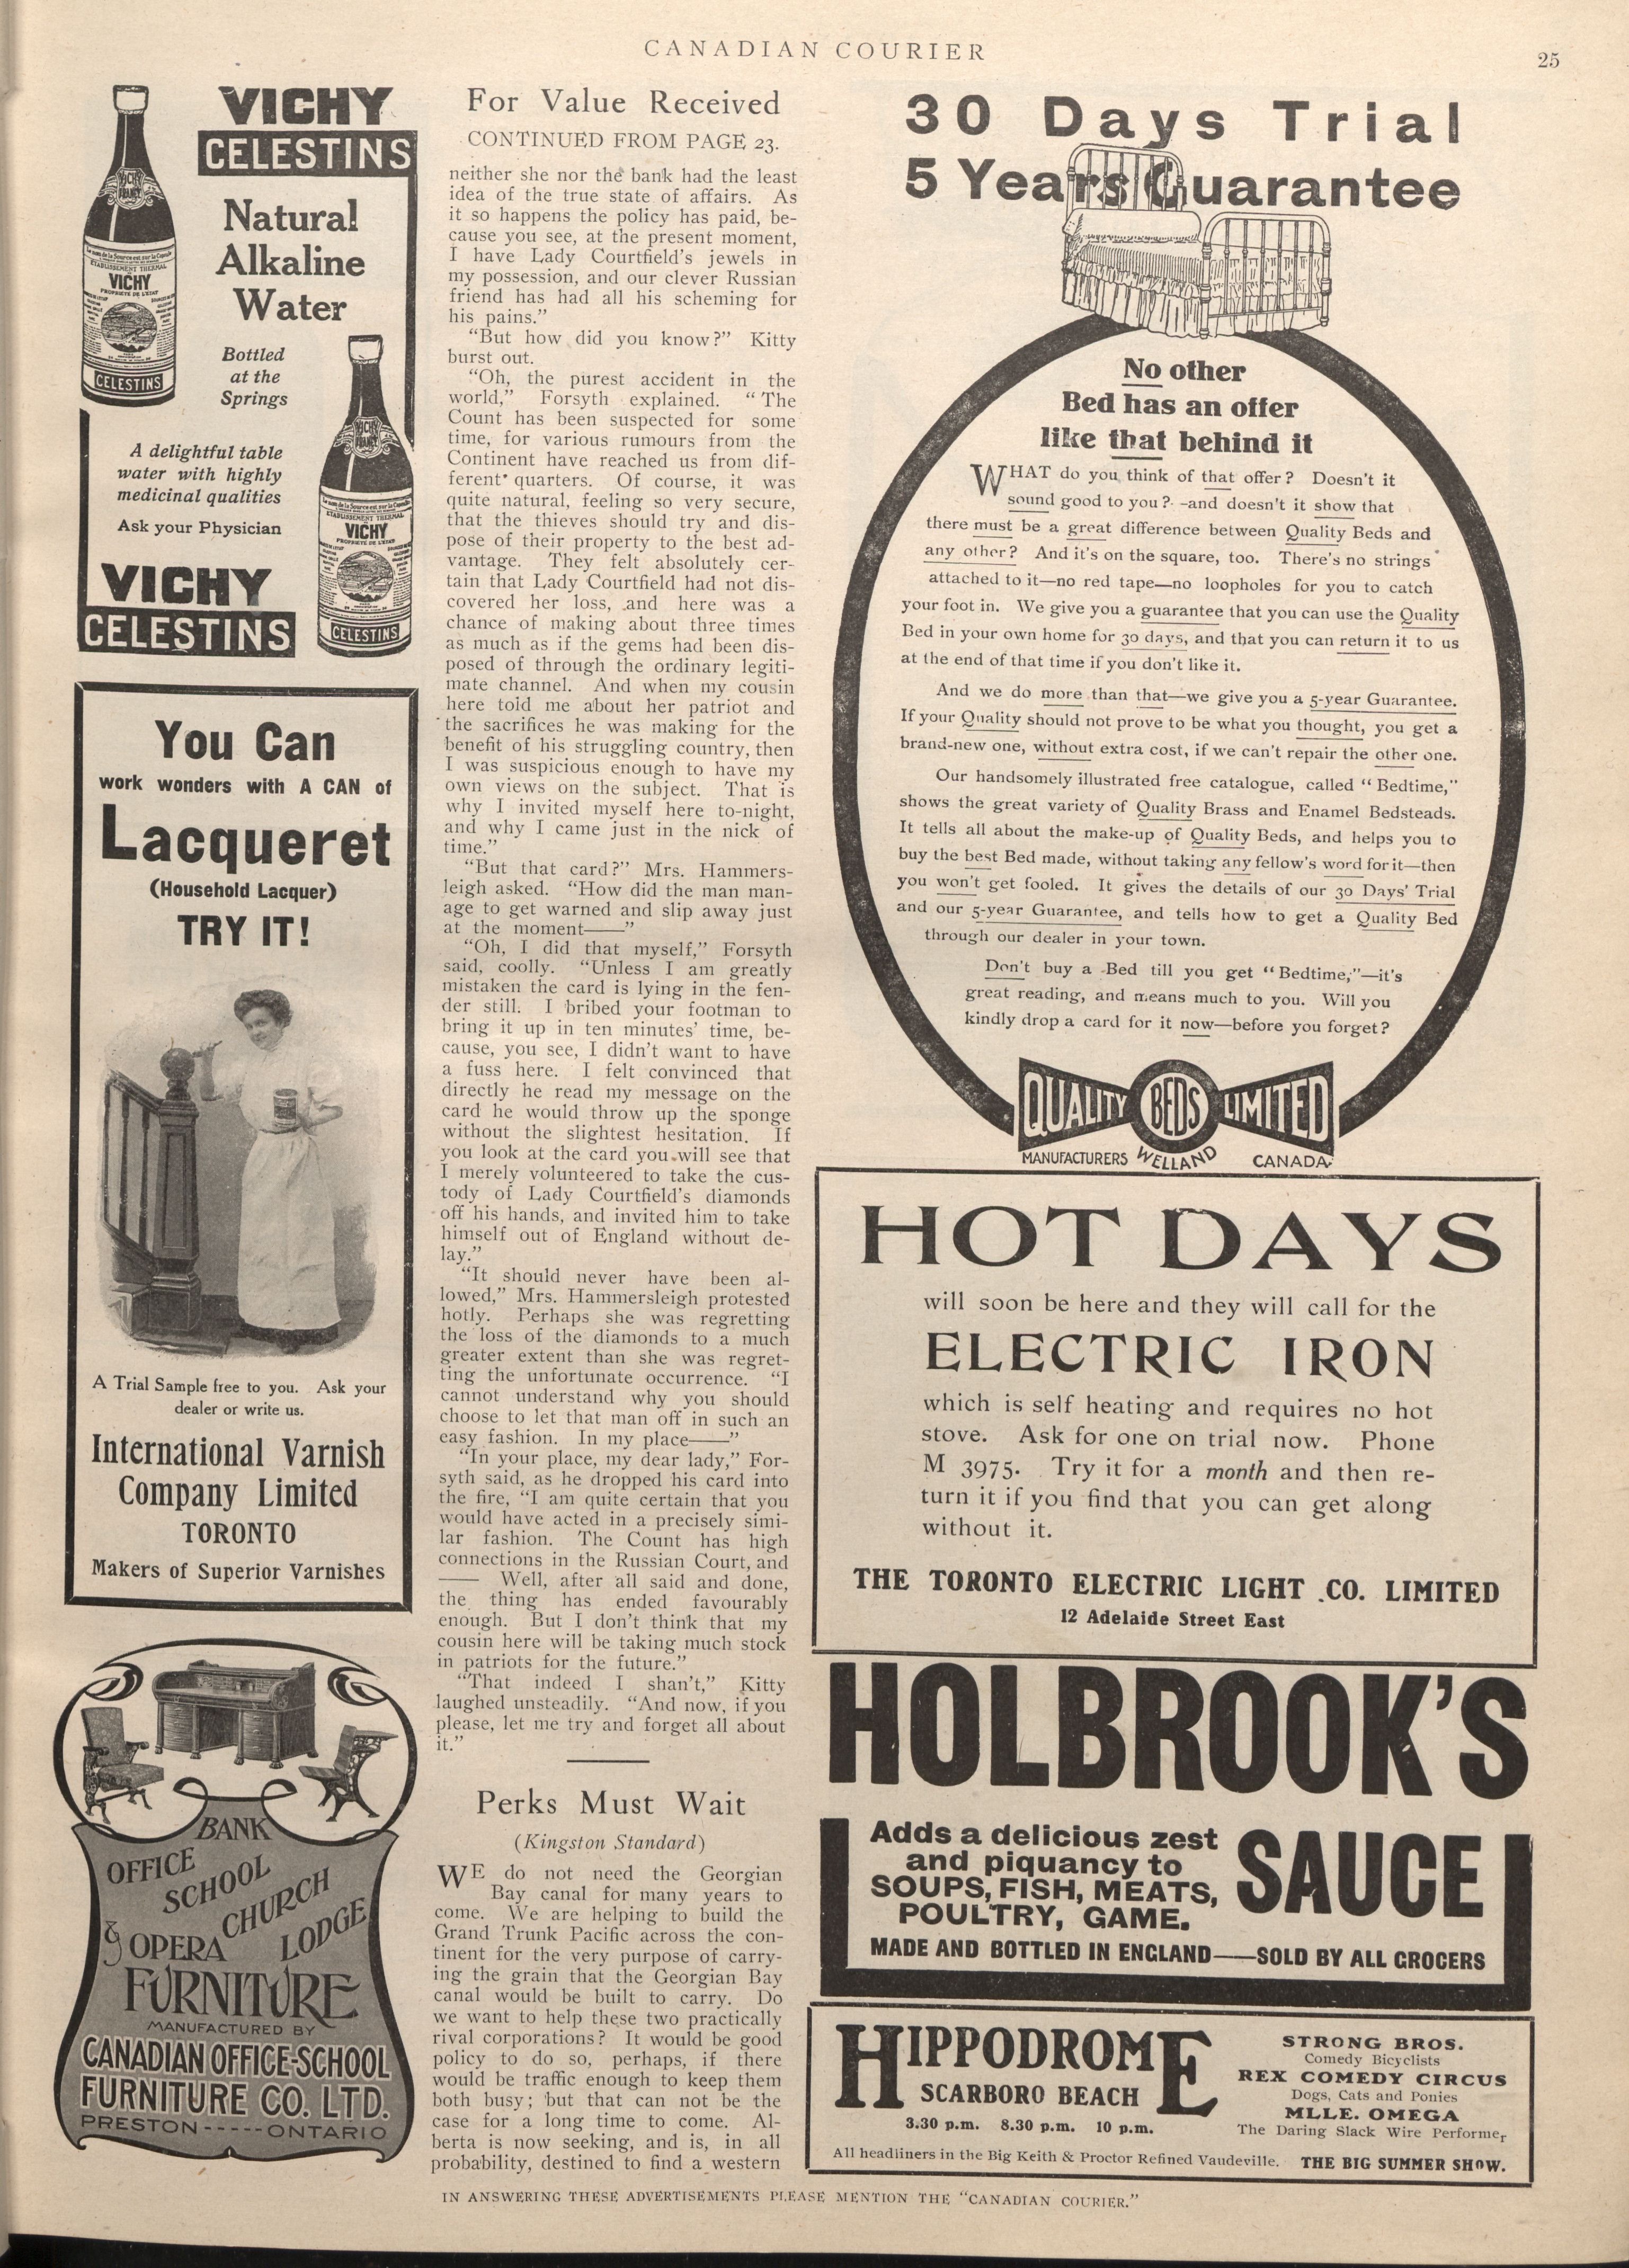 CANADIAN COURIER
25
VICHY
CELESTINS
Natural
Alkaline
Water
Bottled
at the
Springs
VICHY
CELESTINS
A delightful table
water with highly
medicinal qualities
Ask your Physician
VICHY
CELESTINS
VICHY
CELESTINS
You Can
work wonders with A CAN of
Lacqueret
(Household Lacquer)
TRY IT!
A Trial Sample free to you. Ask your
dealer or write us.
International Varnish
Company Limited
TORONTO
Makers of Superior Varnishes
BANK
OFFICE
SCHOOL
CHURCH
LODGE
& OPERA
FURNITURE
MANUFACTURED BY
CANADIAN OFFICE-SCHOOL
FURNITURE CO. LTD.
PRESTON-----ONTARIO
For Value Received
CONTINUED FROM PAGE 23.
neither she nor the bank had the least
idea of the true state of affairs. As
it so happens the policy has paid, be-
cause you see, at the present moment,
I have Lady Courtfield's jewels in
my possession, and our clever Russian
friend has had all his scheming for
his pains."
"But how did you know?" Kitty
burst out.
"Oh, the purest accident in the
world," Forsyth explained. "The
Count has been suspected for some
time, for various rumours from the
Continent have reached us from dif-
ferent quarters. Of course, it was
quite natural, feeling so very secure,
that the thieves should try and dis-
pose of their property to the best ad-
vantage. They felt absolutely cer-
tain that Lady Courtfield had not dis-
covered her loss, and here was a
chance of making about three times
as much as if the gems had been dis-
posed of through the ordinary legiti-
mate channel. And when my cousin
here told me about her patriot and
the sacrifices he was making for the
benefit of his struggling country, then
I was suspicious enough to have my
own views on the subject. That is
why I invited myself here to-night,
and why I came just in the nick of
time."
"But that card?" Mrs. Hammers-
leigh asked. "How did the man man-
age to get warned and slip away just
at the moment——"
"Oh, I did that myself," Forsyth
said, coolly. "Unless I am greatly
mistaken the card is lying in the fen-
der still. I bribed your footman to
bring it up in ten minutes' time, be-
cause, you see, I didn't want to have
a fuss here. I felt convinced that
directly he read my message on the
card he would throw up the sponge
without the slightest hesitation. If
you look at the card you will see that
I merely volunteered to take the cus-
tody of Lady Courtfield's diamonds
off his hands, and invited him to take
himself out of England without de-
lay."
"It should never have been al-
lowed," Mrs. Hammersleigh protested
hotly. Perhaps she was regretting
the loss of the diamonds to a much
greater extent than she was regret-
ting the unfortunate occurrence. "I
cannot understand why you should
choose to let that man off in such an
easy fashion. In my place——"
"In your place, my dear lady," For-
syth said, as he dropped his card into
the fire, "I am quite certain that you
would have acted in a precisely simi-
lar fashion. The Count has high
connections in the Russian Court, and
—— Well, after all said and done,
the thing has ended favourably
enough. But I don't think that my
cousin here will be taking much stock
in patriots for the future."
"That indeed I shan't," Kitty
laughed unsteadily. "And now, if you
please, let me try and forget all about
it."
Perks Must Wait
(Kingston Standard)
WE do not need the Georgian
Bay canal for many years to
come. We are helping to build the
Grand Trunk Pacific across the con-
tinent for the very purpose of carry-
ing the grain that the Georgian Bay
canal would be built to carry. Do
we want to help these two practically
rival corporations? It would be good
policy to do so, perhaps, if there
would be traffic enough to keep them
both busy; but that can not be the
case for a long time to come. Al-
berta is now seeking, and is, in all
probability, destined to find a western
30 Days Trial
5 Years Guarantee
No other
Bed has an offer
like that behind it
WHAT do you think of that offer? Doesn't it
sound good to you?—and doesn't it show that
there must be a great difference between Quality Beds and
any other? And it's on the square, too. There's no strings
attached to it—no red tape—no loopholes for you to catch
your foot in. We give you a guarantee that you can use the Quality
Bed in your own home for 30 days, and that you can return it to us
at the end of that time if you don't like it.
And we do more than that—we give you a 5-year Guarantee.
If your Quality should not prove to be what you thought, you get a
brand-new one, without extra cost, if we can't repair the other one.
Our handsomely illustrated free catalogue, called "Bedtime,"
shows the great variety of Quality Brass and Enamel Bedsteads.
It tells all about the make-up of Quality Beds, and helps you to
buy the best Bed made, without taking any fellow's word for it—then
you won't get fooled. It gives the details of our 30 Days' Trial
and our 5-year Guarantee, and tells how to get a Quality Bed
through our dealer in your town.
Don't buy a Bed till you get "Bedtime,"—it's
great reading, and means much to you. Will you
kindly drop a card for it now—before you forget?
QUALITY BEDS LIMITED
MANUFACTURERS WELLAND CANADA
HOT DAYS
will soon be here and they will call for the
ELECTRIC IRON
which is self heating and requires no hot
stove. Ask for one on trial now. Phone
M 3975. Try it for a month and then re-
turn it if you find that you can get along
without it.
THE TORONTO ELECTRIC LIGHT CO. LIMITED
12 Adelaide Street East
HOLBROOK'S
Adds a delicious zest
and piquancy to
SOUPS, FISH, MEATS,
POULTRY, GAME.
SAUCE
MADE AND BOTTLED IN ENGLAND——SOLD BY ALL GROCERS
HIPPODROME
SCARBORO BEACH
3.30 p.m. 8.30 p.m. 10 p.m.
STRONG BROS.
Comedy Bicyclists
REX COMEDY CIRCUS
Dogs, Cats and Ponies
MLLE. OMEGA
The Daring Slack Wire Performer
All headliners in the Big Keith & Proctor Refined Vaudeville. THE BIG SUMMER SHOW.
IN ANSWERING THESE ADVERTISEMENTS PLEASE MENTION THE "CANADIAN COURIER."